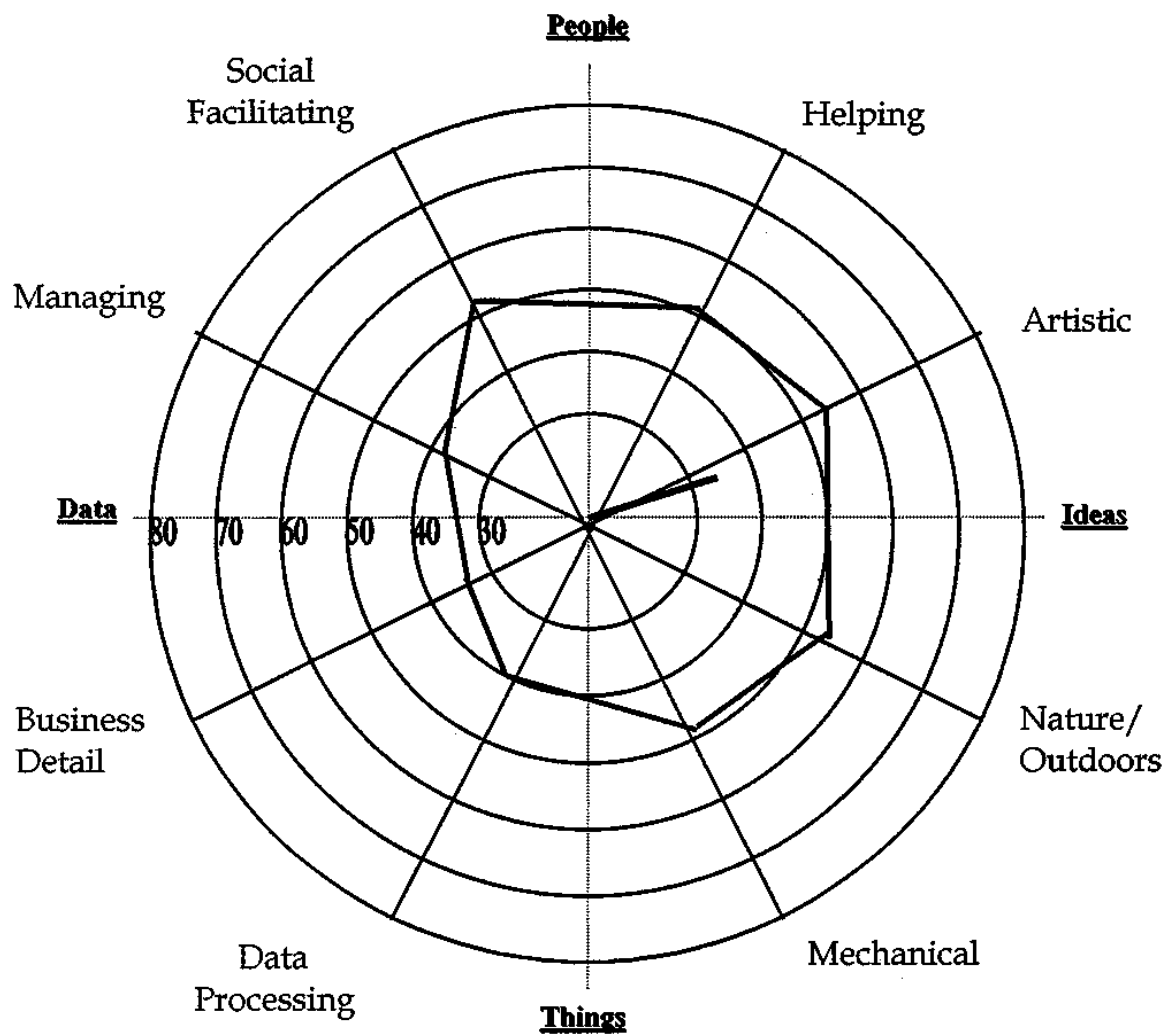 People
Social
Facilitating
Helping
Managing
Artistic
Data
80 70 60 50 40 30
Ideas
Business
Detail
Nature/
Outdoors
Data
Processing
Mechanical
Things